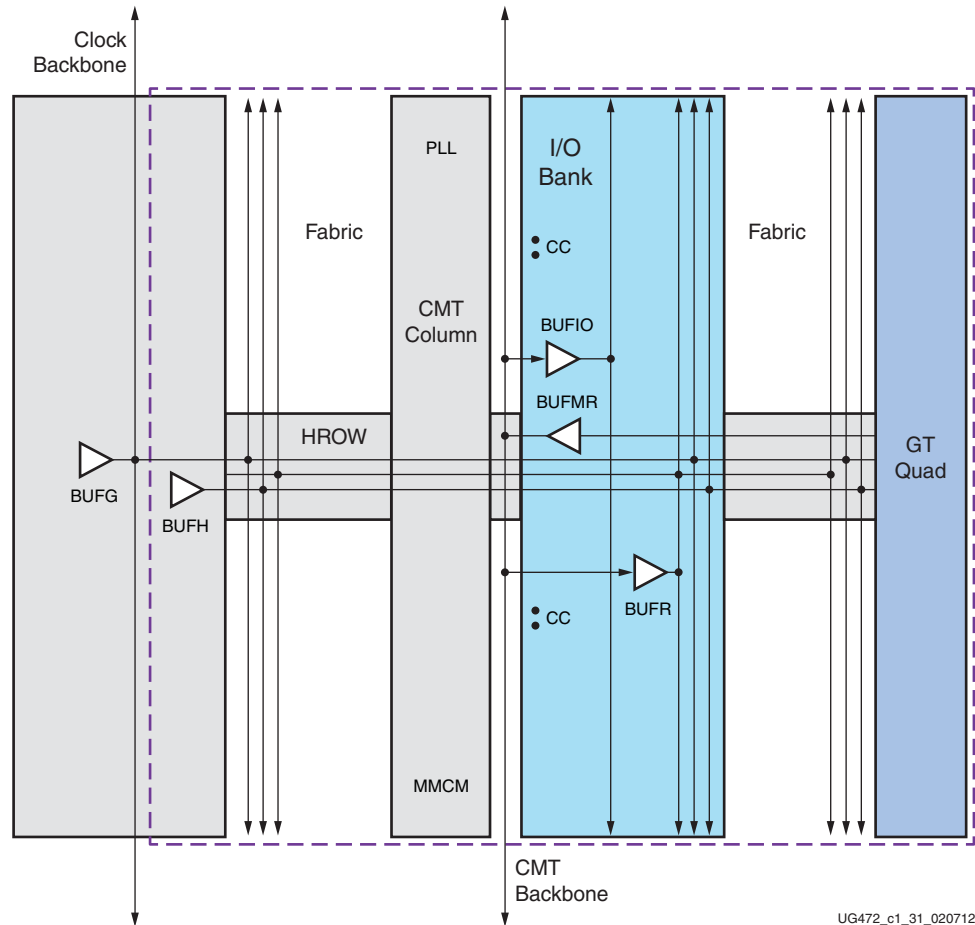 Clock
Backbone
PLL
I/O
Bank
Fabric
Fabric
CC
CMT
Column
BUFIO
BUFMR
HROW
GT
Quad
BUFG
BUFH
BUFR
CC
MMCM
CMT
Backbone
UG472_c1_31_020712